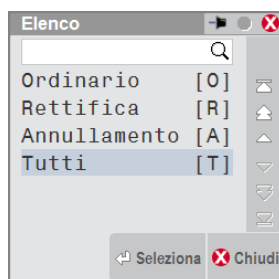 Elenco
Ordinario [O]
Rettifica [R]
Annullamento [A]
Tutti [T]
Seleziona Chiudi